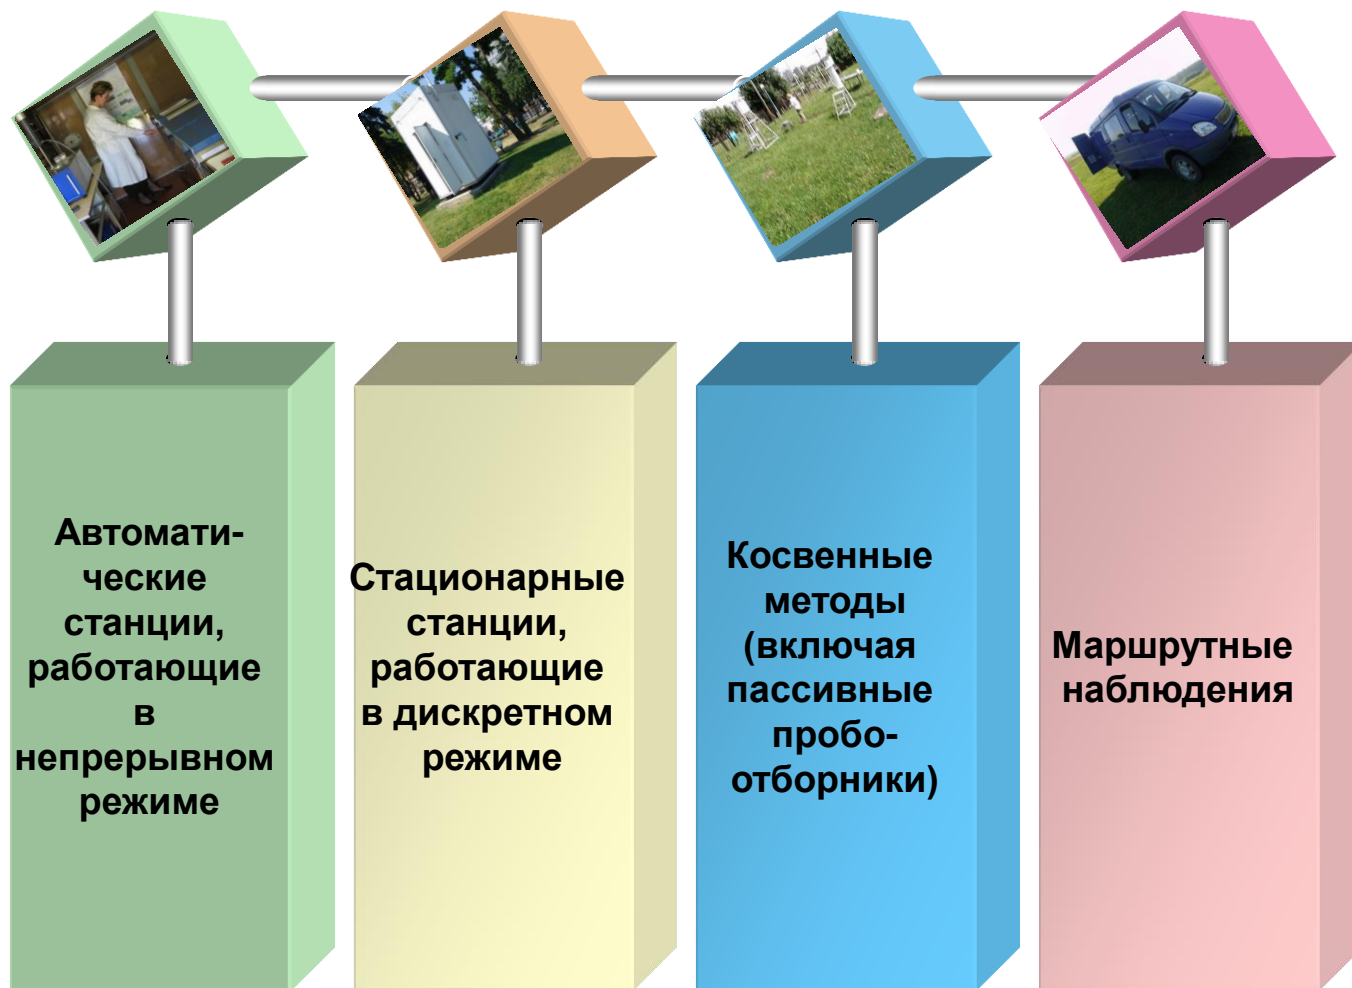 Автомати-
ческие
станции,
работающие
в
непрерывном
режиме
Стационарные
станции,
работающие
в дискретном
режиме
Косвенные
методы
(включая
пассивные
пробо-
отборники)
Маршрутные
наблюдения